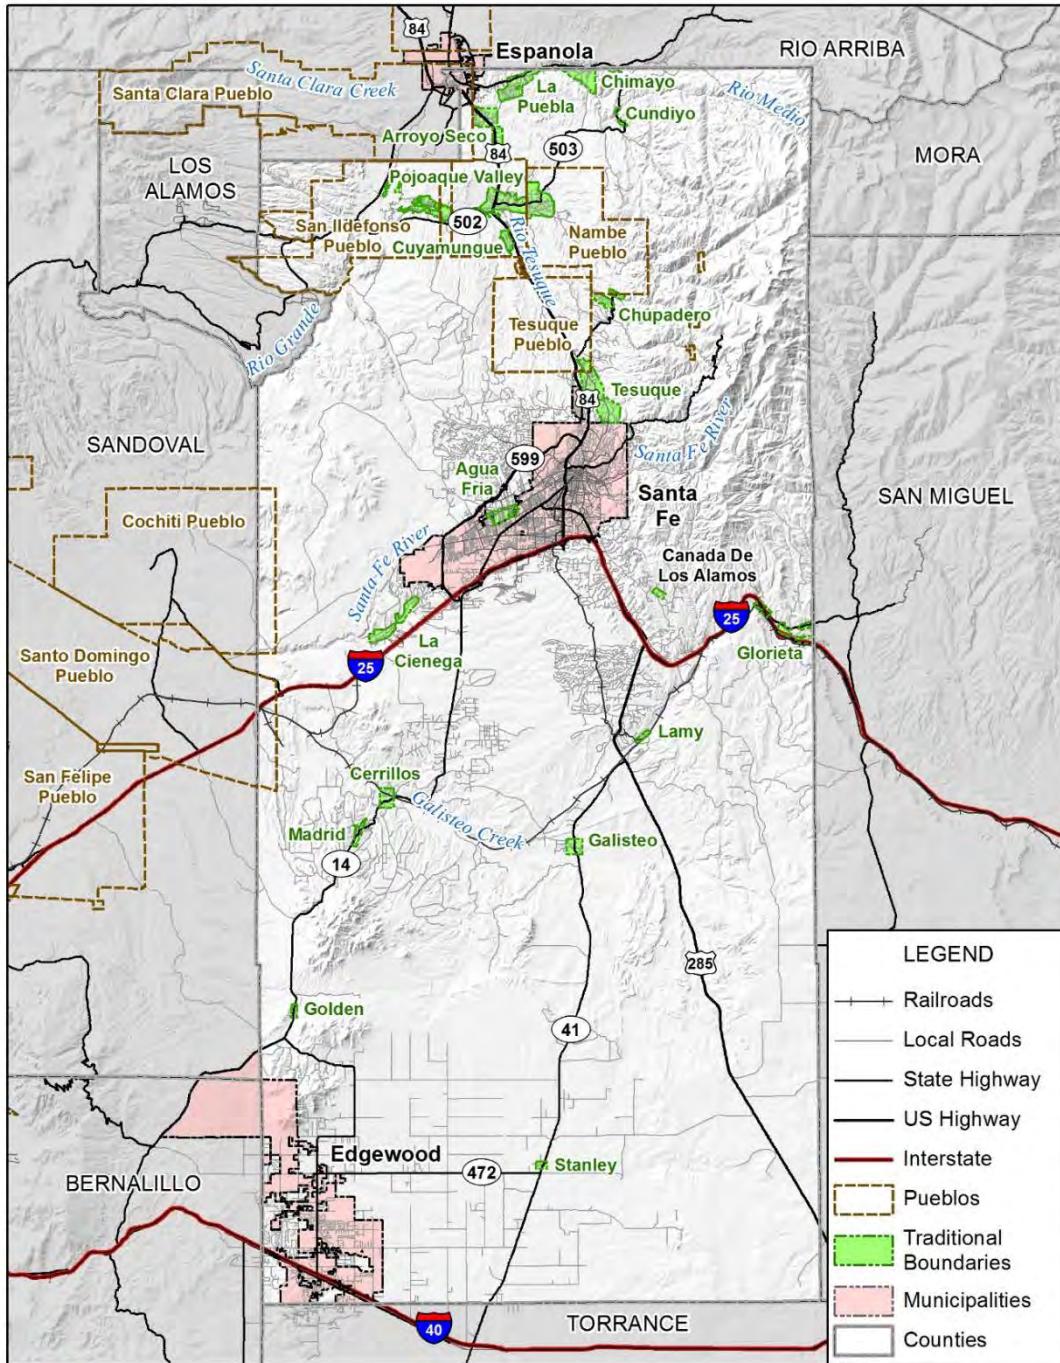 84
Espanola
RIO ARRIBA
Santa Clara Creek
Santa Clara Pueblo
La
Puebla
Chimayo
Rio Medio
Cundiyo
Arroyo Seco
84
503
MORA
LOS
ALAMOS
Pojoaque Valley
San Ildefonso
Pueblo
502
Cuyamungue
Rio Tesuque
Nambe
Pueblo
Rio Grande
Tesuque
Pueblo
Chupadero
Tesuque
84
SANDOVAL
Santa Fe River
599
Agua
Fria
Santa
Fe
SAN MIGUEL
Cochiti Pueblo
Santa Fe River
Canada De
Los Alamos
25
Glorieta
La
Cienega
25
Santo Domingo
Pueblo
Lamy
San Felipe
Pueblo
Cerrillos
Galisteo Creek
Madrid
Galisteo
14
285
Golden
41
Edgewood
472
Stanley
BERNALILLO
40
TORRANCE
LEGEND
Railroads
Local Roads
State Highway
US Highway
Interstate
Pueblos
Traditional
Boundaries
Municipalities
Counties